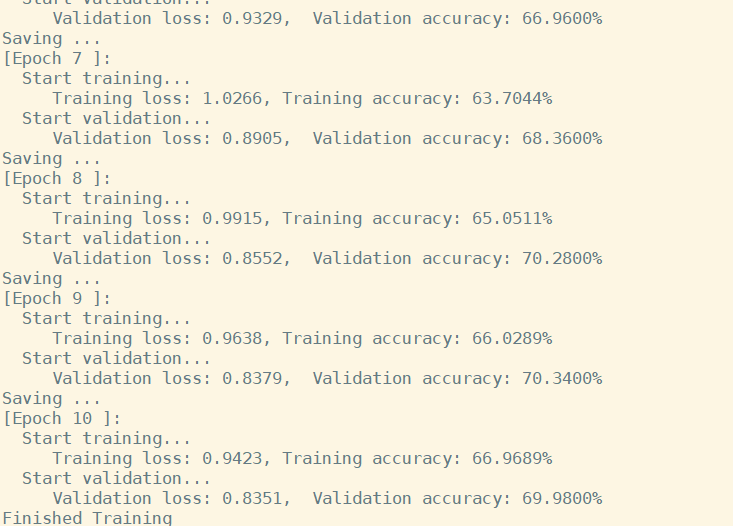 Start validation...
Validation loss: 0.9329,  Validation accuracy: 66.9600%
Saving ...
[Epoch 7 ]:
  Start training...
     Training loss: 1.0266, Training accuracy: 63.7044%
  Start validation...
     Validation loss: 0.8905,  Validation accuracy: 68.3600%
Saving ...
[Epoch 8 ]:
  Start training...
     Training loss: 0.9915, Training accuracy: 65.0511%
  Start validation...
     Validation loss: 0.8552,  Validation accuracy: 70.2800%
Saving ...
[Epoch 9 ]:
  Start training...
     Training loss: 0.9638, Training accuracy: 66.0289%
  Start validation...
     Validation loss: 0.8379,  Validation accuracy: 70.3400%
Saving ...
[Epoch 10 ]:
  Start training...
     Training loss: 0.9423, Training accuracy: 66.9689%
  Start validation...
     Validation loss: 0.8351,  Validation accuracy: 69.9800%
Finished Training